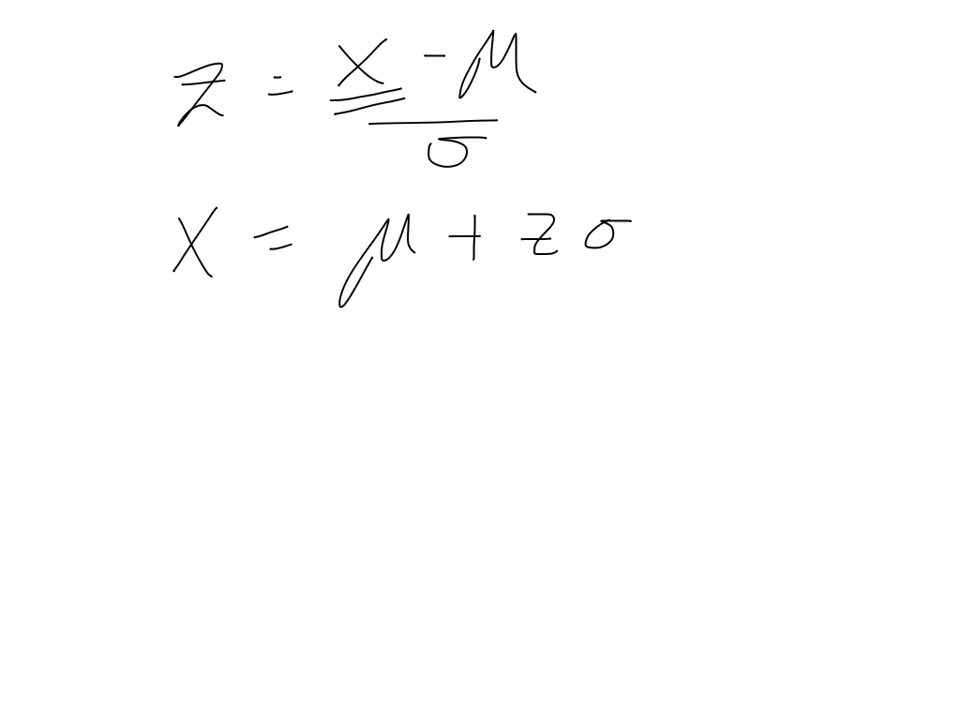 z = (x - μ) / σ
x = μ + zσ